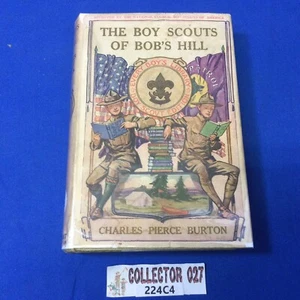 THE BOY SCOUTS
OF BOB'S HILL
CHARLES PIERCE BURTON
COLLECTOR 027
224C4